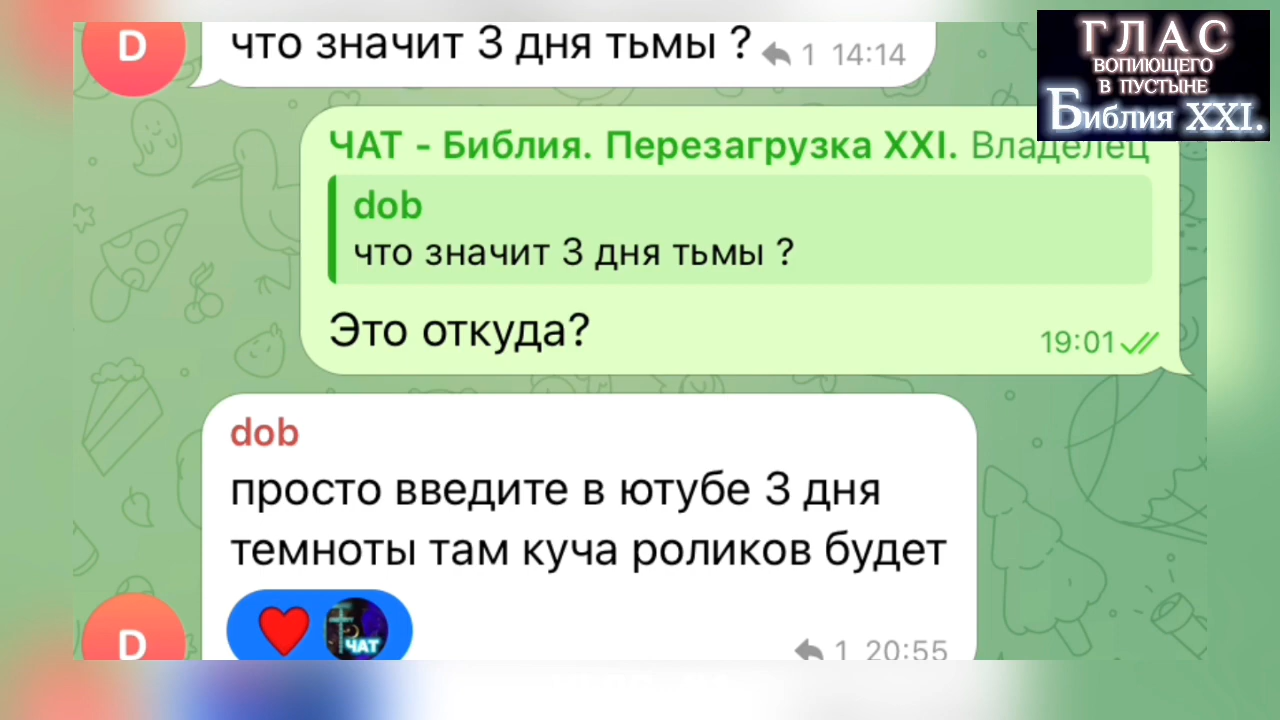 D
что значит 3 дня тьмы ?
1 14:14
ГЛАС
ВОПИЮЩЕГО
В ПУСТЫНЕ
Библия XXI.
ЧАТ - Библия. Перезагрузка XXI. Владелец
dob
что значит 3 дня тьмы ?
Это откуда?
19:01
dob
просто введите в ютубе 3 дня
темноты там куча роликов будет
D
ЧАТ
1 20:55